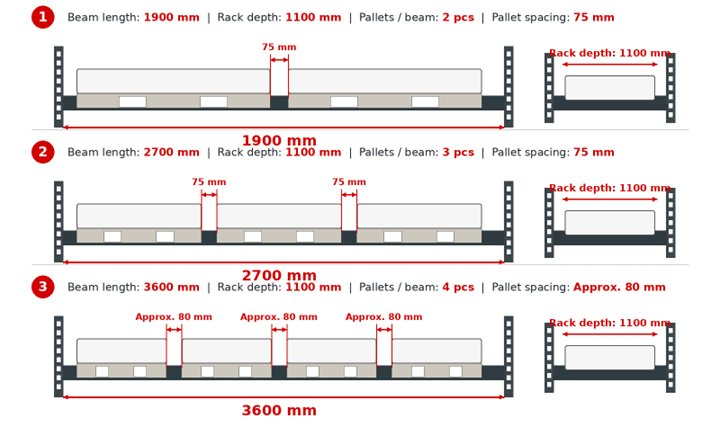 1 Beam length: 1900 mm | Rack depth: 1100 mm | Pallets / beam: 2 pcs | Pallet spacing: 75 mm
75 mm
Rack depth: 1100 mm
1900 mm
2 Beam length: 2700 mm | Rack depth: 1100 mm | Pallets / beam: 3 pcs | Pallet spacing: 75 mm
75 mm 75 mm
Rack depth: 1100 mm
2700 mm
3 Beam length: 3600 mm | Rack depth: 1100 mm | Pallets / beam: 4 pcs | Pallet spacing: Approx. 80 mm
Approx. 80 mm Approx. 80 mm Approx. 80 mm
Rack depth: 1100 mm
3600 mm